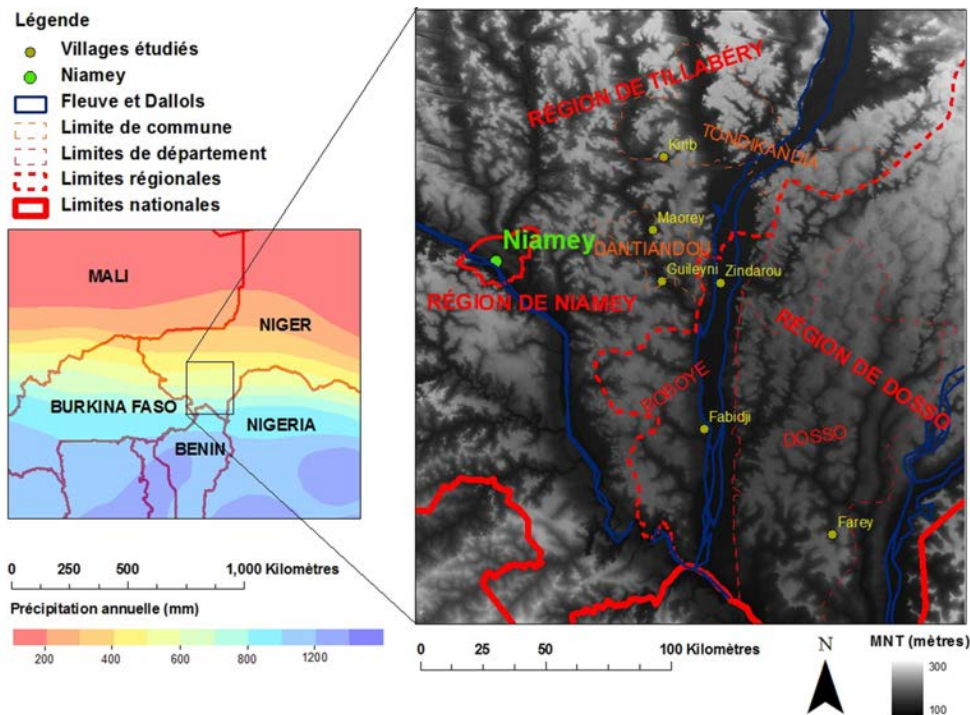 Légende
Villages étudiés
Niamey
Fleuve et Dallols
Limite de commune
Limites de département
Limites régionales
Limites nationales
MALI
NIGER
BURKINA FASO
NIGERIA
BENIN
0 250 500 1,000 Kilomètres
Précipitation annuelle (mm)
200 400 600 800 1200
RÉGION DE TILLABÉRY
TONDIKANDIA
Kirib
Maorey
Niamey
DANTIANDOU
Guileyni
Zindarou
RÉGION DE NIAMEY
RÉGION DE DOSSO
BOBOYE
Fabidji
DOSSO
Farey
0 25 50 100 Kilomètres
N
MNT (mètres)
300
100